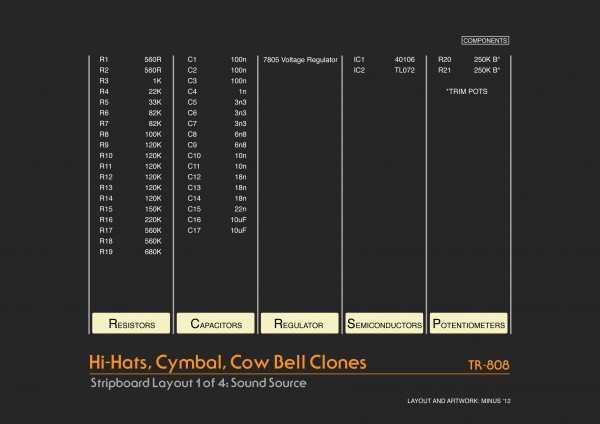 COMPONENTS
R1 560R
R2 560R
R3 1K
R4 22K
R5 33K
R6 82K
R7 82K
R8 100K
R9 120K
R10 120K
R11 120K
R12 120K
R13 120K
R14 120K
R15 150K
R16 220K
R17 560K
R18 560K
R19 680K
RESISTORS
C1 100n
C2 100n
C3 100n
C4 1n
C5 3n3
C6 3n3
C7 3n3
C8 6n8
C9 6n8
C10 10n
C11 10n
C12 18n
C13 18n
C14 18n
C15 22n
C16 10uF
C17 10uF
CAPACITORS
7805 Voltage Regulator
REGULATOR
IC1 40106
IC2 TL072
SEMICONDUCTORS
R20 250K B*
R21 250K B*
*TRIM POTS
POTENTIOMETERS
Hi-Hats, Cymbal, Cow Bell Clones
TR-808
Stripboard Layout 1 of 4: Sound Source
LAYOUT AND ARTWORK: MINUS '12